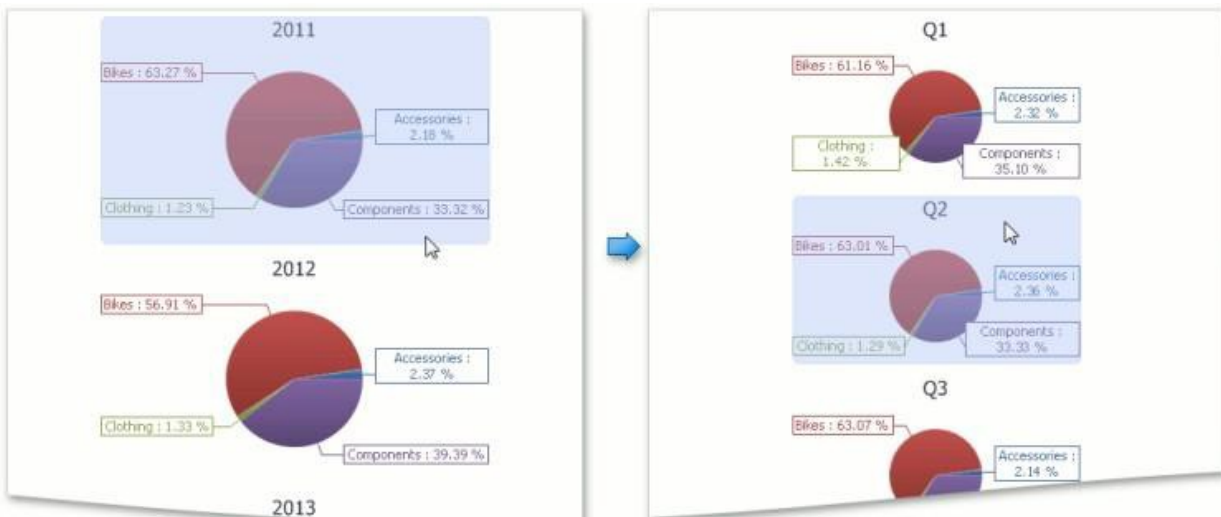 2011
Bikes : 63.27 %
Accessories :
2.18 %
Clothing : 1.23 %
Components : 33.32 %
2012
Bikes : 56.91 %
Accessories :
2.37 %
Clothing : 1.33 %
Components : 39.39 %
2013
Q1
Bikes : 61.16 %
Accessories :
2.32 %
Clothing :
1.42 %
Components :
35.10 %
Q2
Bikes : 63.01 %
Accessories :
2.36 %
Clothing : 1.29 %
Components :
33.33 %
Q3
Bikes : 63.07 %
Accessories :
2.14 %